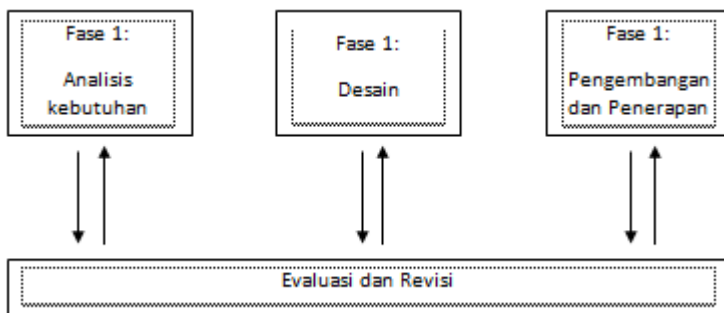 Fase 1:
Analisis
kebutuhan
Fase 1:
Desain
Fase 1:
Pengembangan
dan Penerapan
Evaluasi dan Revisi